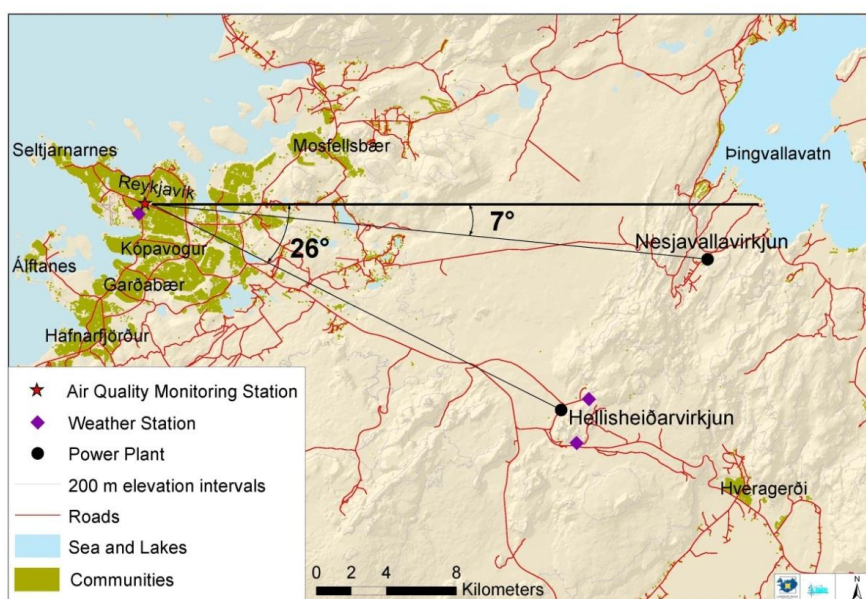 Seltjarnarnes
Mosfellsbær
Þingvallavatn
Reykjavík
7°
Kópavogur
26°
Nesjavallavirkjun
Álftanes
Garðabær
Hafnarfjörður
Air Quality Monitoring Station
Weather Station
Power Plant
200 m elevation intervals
Roads
Sea and Lakes
Communities
Hellisheiðarvirkjun
Hveragerði
0 2 4 8
Kilometers
N